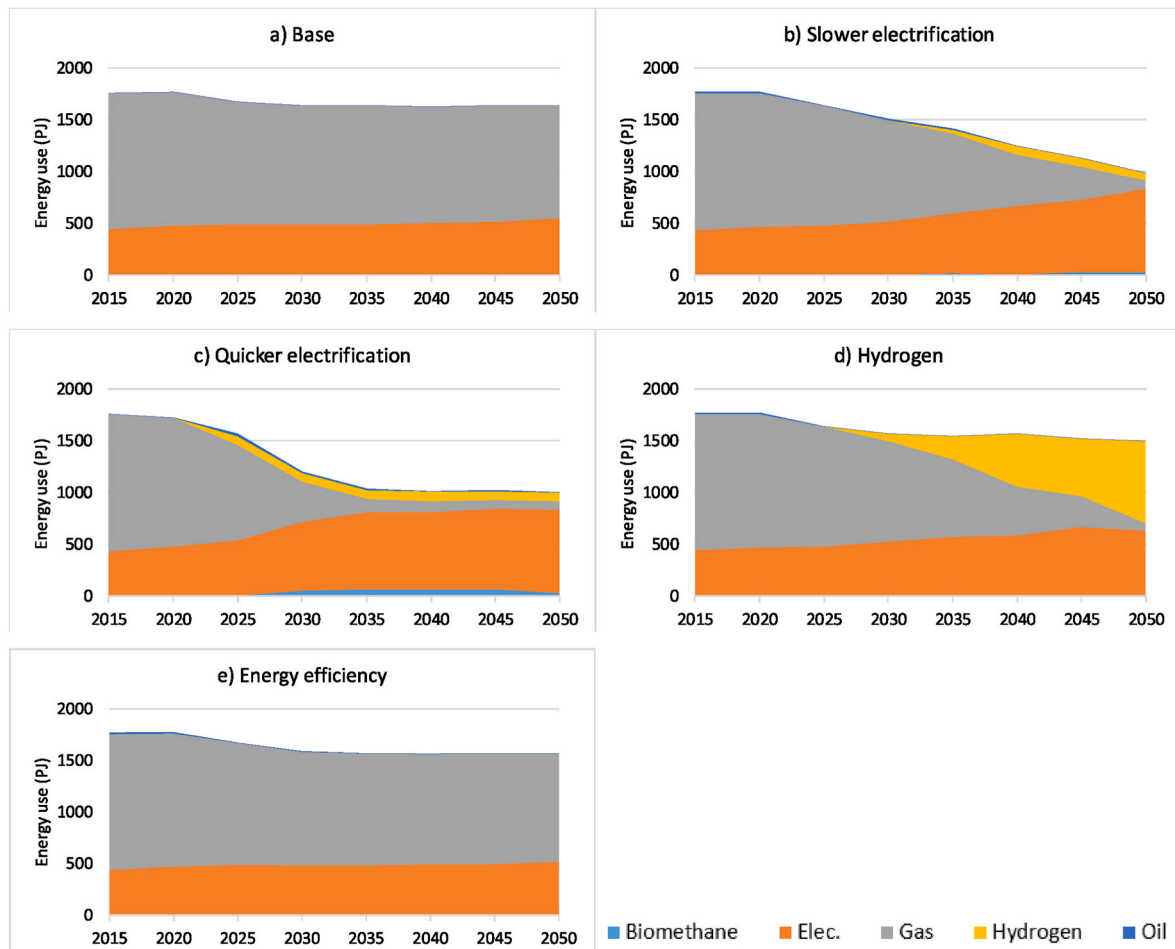 a) Base
Energy use (PJ)
2000
1500
1000
500
0
2015 2020 2025 2030 2035 2040 2045 2050
b) Slower electrification
Energy use (PJ)
2000
1500
1000
500
0
2015 2020 2025 2030 2035 2040 2045 2050
c) Quicker electrification
Energy use (PJ)
2000
1500
1000
500
0
2015 2020 2025 2030 2035 2040 2045 2050
d) Hydrogen
Energy use (PJ)
2000
1500
1000
500
0
2015 2020 2025 2030 2035 2040 2045 2050
e) Energy efficiency
Energy use (PJ)
2000
1500
1000
500
0
2015 2020 2025 2030 2035 2040 2045 2050
Biomethane Elec. Gas Hydrogen Oil